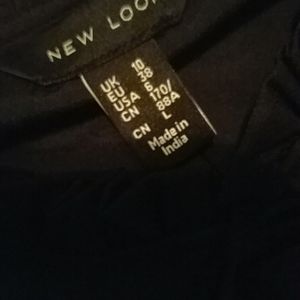 NEW LOOK
UK 10
EU 38
USA 6
CN 170/
88A
CN L
Made in
India